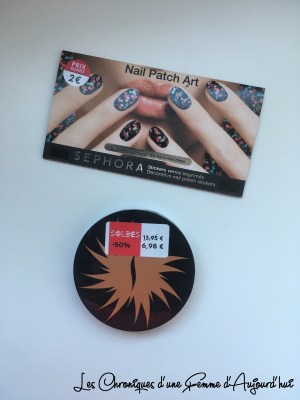 PRIX
2€
Nail Patch Art
SEPHORA
Stickers vernis imprimés
Decorative nail polish stickers
SOLDES
-50%
13,95 €
6,98 €
Les Chroniques d'une Femme d'Aujourd'hui